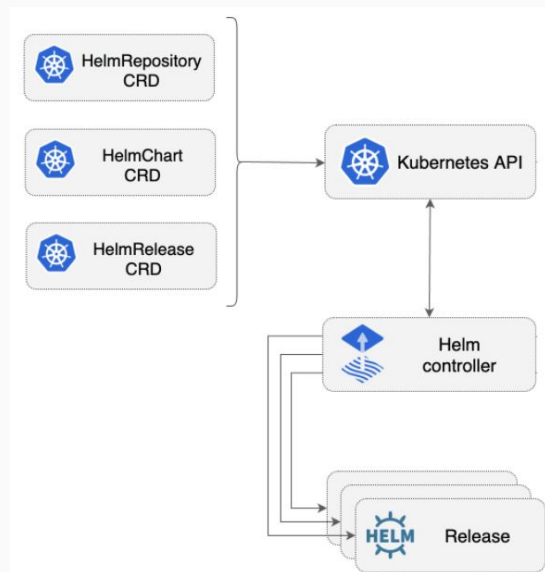 HelmRepository
CRD
HelmChart
CRD
HelmRelease
CRD
Kubernetes API
Helm
controller
HELM
Release